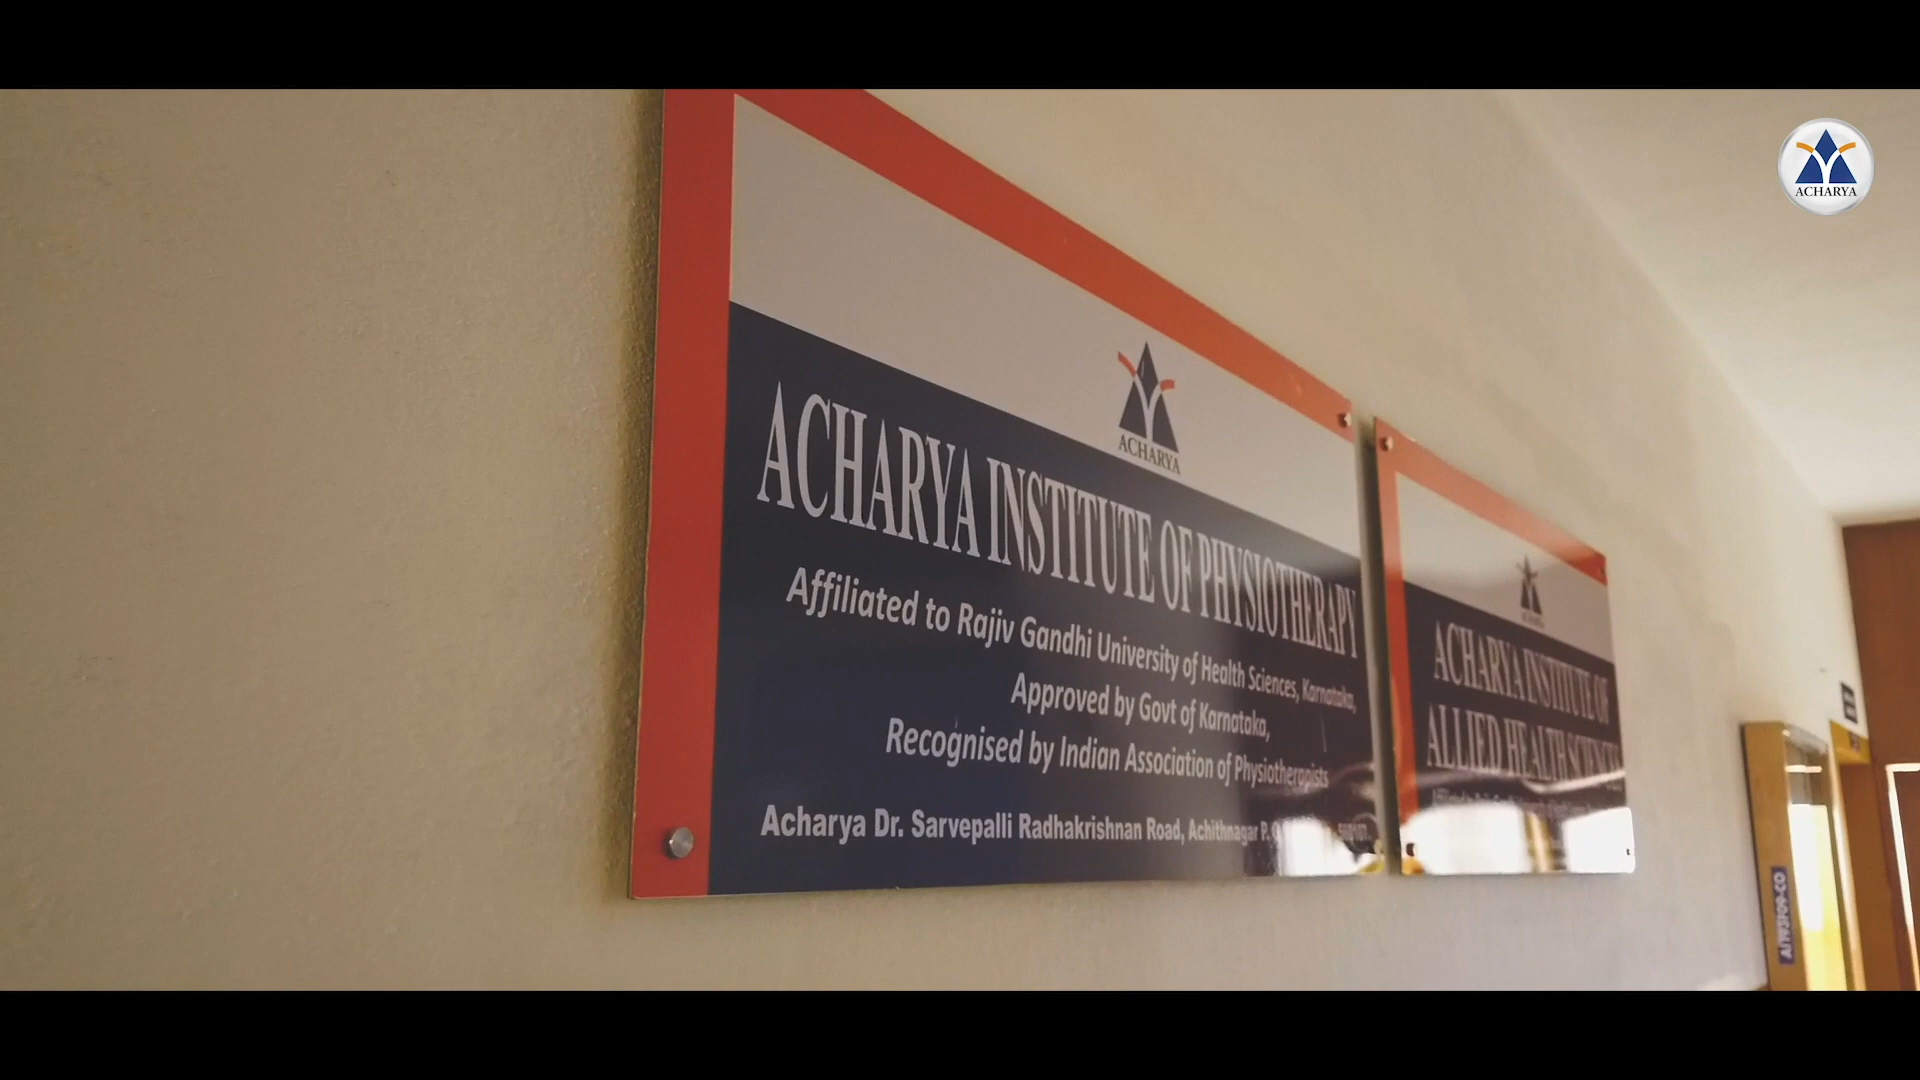 ACHARYA
ACHARYA
ACHARYA INSTITUTE OF PHYSIOTHERAPY
Affiliated to Rajiv Gandhi University of Health Sciences, Karnataka,
Approved by Govt of Karnataka,
Recognised by Indian Association of Physiotherapists
Acharya Dr. Sarvepalli Radhakrishnan Road, Achithnagar P.
ACHARYA
ACHARYA INSTITUTE OF
ALLIED HEALTH SCIENCES